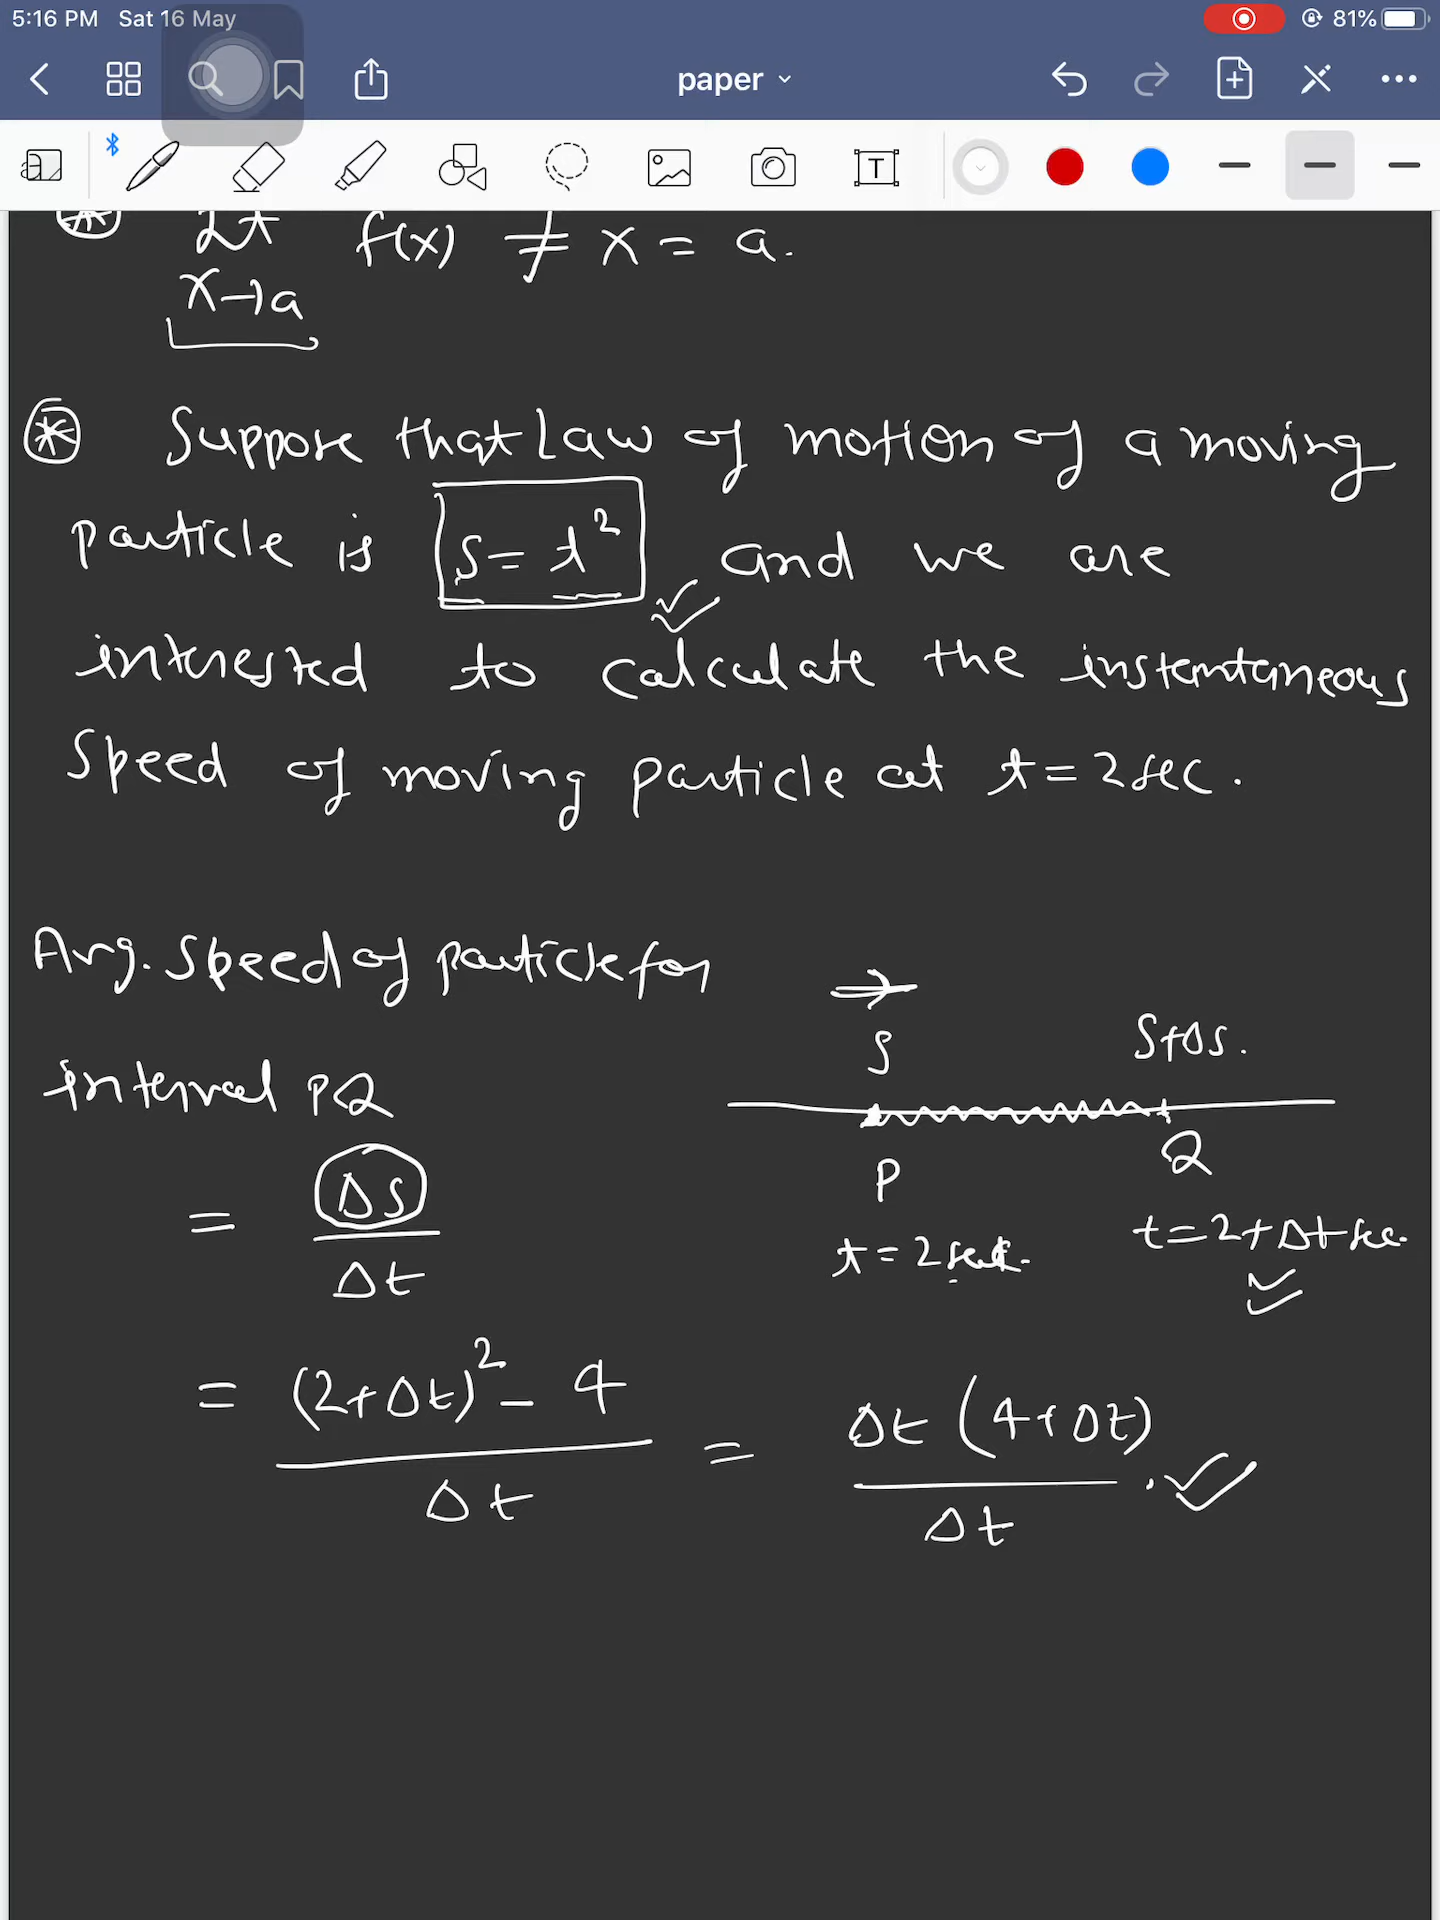 5:16 PM Sat 16 May
81%
paper
T
Lt f(x) ≠ x = a.
x→a
Suppose that Law of motion of a moving
particle is S = t² and we are
interested to calculate the instantaneous
Speed of moving particle at t = 2 sec.
Avg. Speed of particle for
interval PQ
S S+ΔS.
P Q
t = 2 sec. t = 2 + Δt sec.
= ΔS
Δt
= (2+Δt)² - 4 = Δt (4+Δt)
Δt Δt